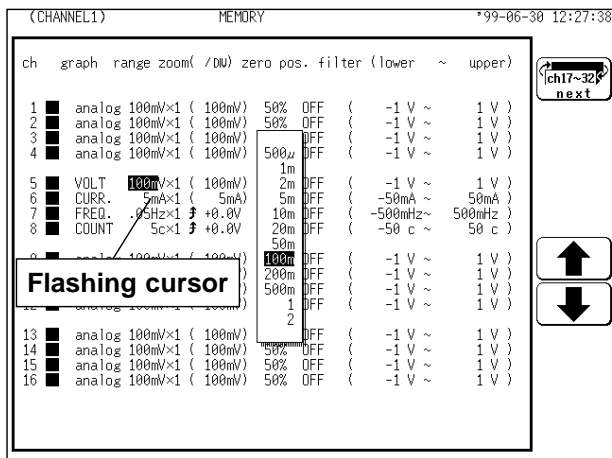 (CHANNEL1) MEMORY '99-06-30 12:27:38
ch graph range zoom( /DIV) zero pos. filter (lower ~ upper)
ch17~32
next
1 analog 100mV×1 ( 100mV) 50% OFF ( -1 V ~ 1 V )
2 analog 100mV×1 ( 100mV) 50% OFF ( -1 V ~ 1 V )
3 analog 100mV×1 ( 100mV) OFF ( -1 V ~ 1 V )
4 analog 100mV×1 ( 100mV) OFF ( -1 V ~ 1 V )
5 VOLT 100mV×1 ( 100mV) OFF ( -1 V ~ 1 V )
6 CURR. 5mA×1 ( 5mA) OFF ( -50mA ~ 50mA )
7 FREQ. .05Hz×1 +0.0V OFF ( -500mHz~ 500mHz )
8 COUNT 5c×1 +0.0V OFF ( -50 c ~ 50 c )
500μ
1m
2m
5m
10m
20m
50m
100m
200m
500m
1
2
Flashing cursor
OFF ( -1 V ~ 1 V )
OFF ( -1 V ~ 1 V )
OFF ( -1 V ~ 1 V )
12 OFF ( -1 V ~ 1 V )
13 analog 100mV×1 ( 100mV) OFF ( -1 V ~ 1 V )
14 analog 100mV×1 ( 100mV) 50% OFF ( -1 V ~ 1 V )
15 analog 100mV×1 ( 100mV) 50% OFF ( -1 V ~ 1 V )
16 analog 100mV×1 ( 100mV) 50% OFF ( -1 V ~ 1 V )